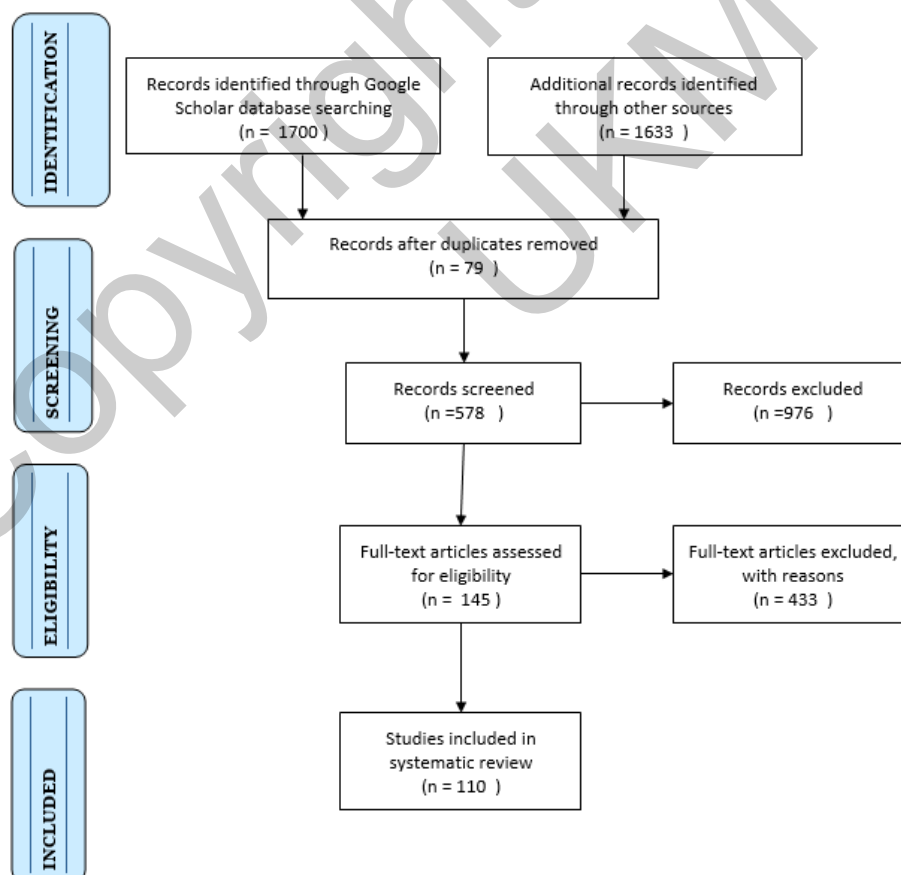 IDENTIFICATION
Records identified through Google
Scholar database searching
(n = 1700 )
Additional records identified
through other sources
(n = 1633 )
Records after duplicates removed
(n = 79 )
SCREENING
Records screened
(n =578 )
Records excluded
(n =976 )
ELIGIBILITY
Full-text articles assessed
for eligibility
(n = 145 )
Full-text articles excluded,
with reasons
(n = 433 )
INCLUDED
Studies included in
systematic review
(n = 110 )
Copyright
UKM